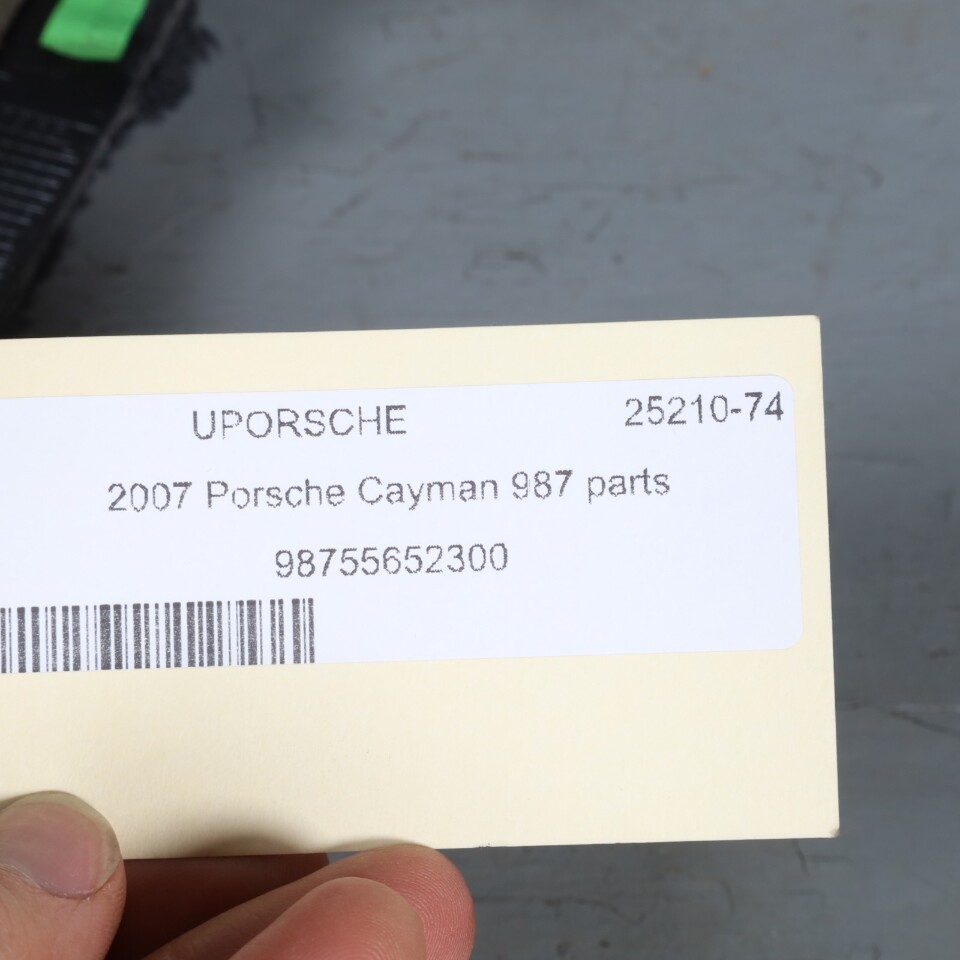 UPORSCHE 25210-74
2007 Porsche Cayman 987 parts
98755652300